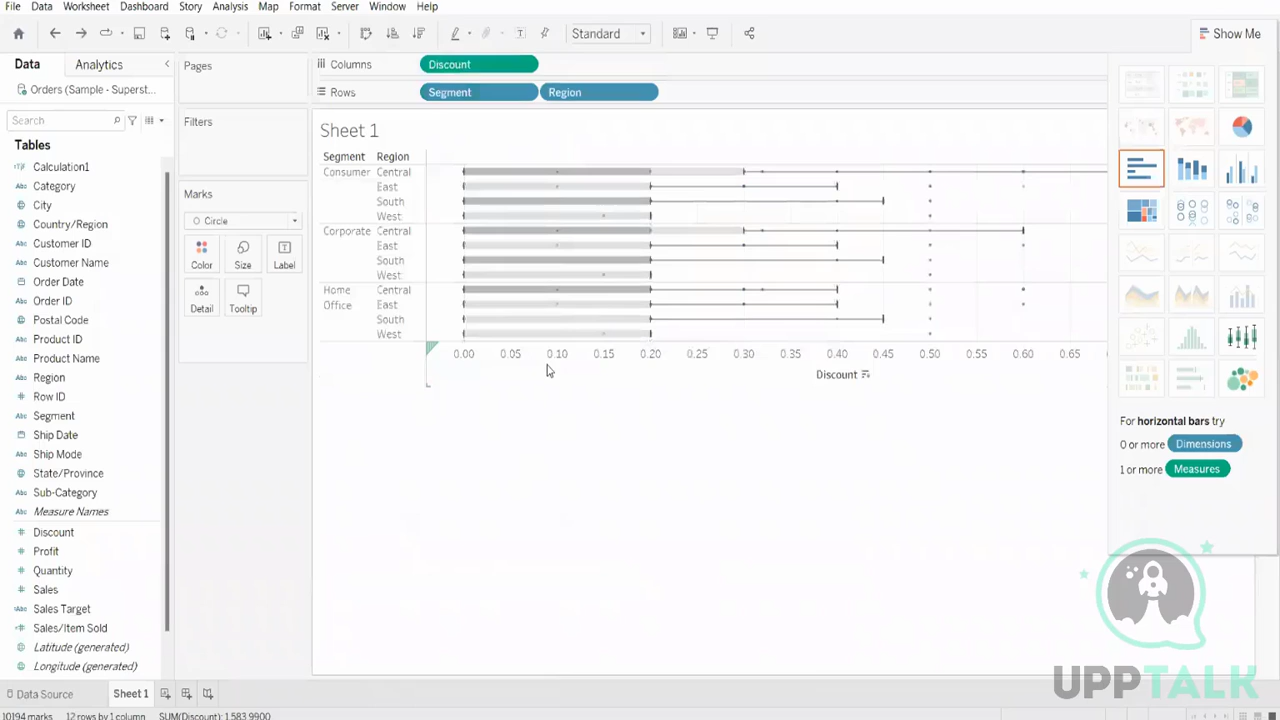 File Data Worksheet Dashboard Story Analysis Map Format Server Window Help
Standard
Show Me
Data Analytics
Orders (Sample - Superst...
Search
Tables
Calculation1
Category
City
Country/Region
Customer ID
Customer Name
Order Date
Order ID
Postal Code
Product ID
Product Name
Region
Row ID
Segment
Ship Date
Ship Mode
State/Province
Sub-Category
Measure Names
Discount
Profit
Quantity
Sales
Sales Target
Sales/Item Sold
Latitude (generated)
Longitude (generated)
Pages
Filters
Marks
Circle
Color Size Label
Detail Tooltip
Columns Discount
Rows Segment Region
Sheet 1
Segment Region
Consumer Central
East
South
West
Corporate Central
East
South
West
Home Central
Office East
South
West
0.00 0.05 0.10 0.15 0.20 0.25 0.30 0.35 0.40 0.45 0.50 0.55 0.60 0.65
Discount
For horizontal bars try
0 or more Dimensions
1 or more Measures
UPPTALK
Data Source Sheet 1
10194 marks 12 rows by 1 column SUM(Discount): 1,583.9900